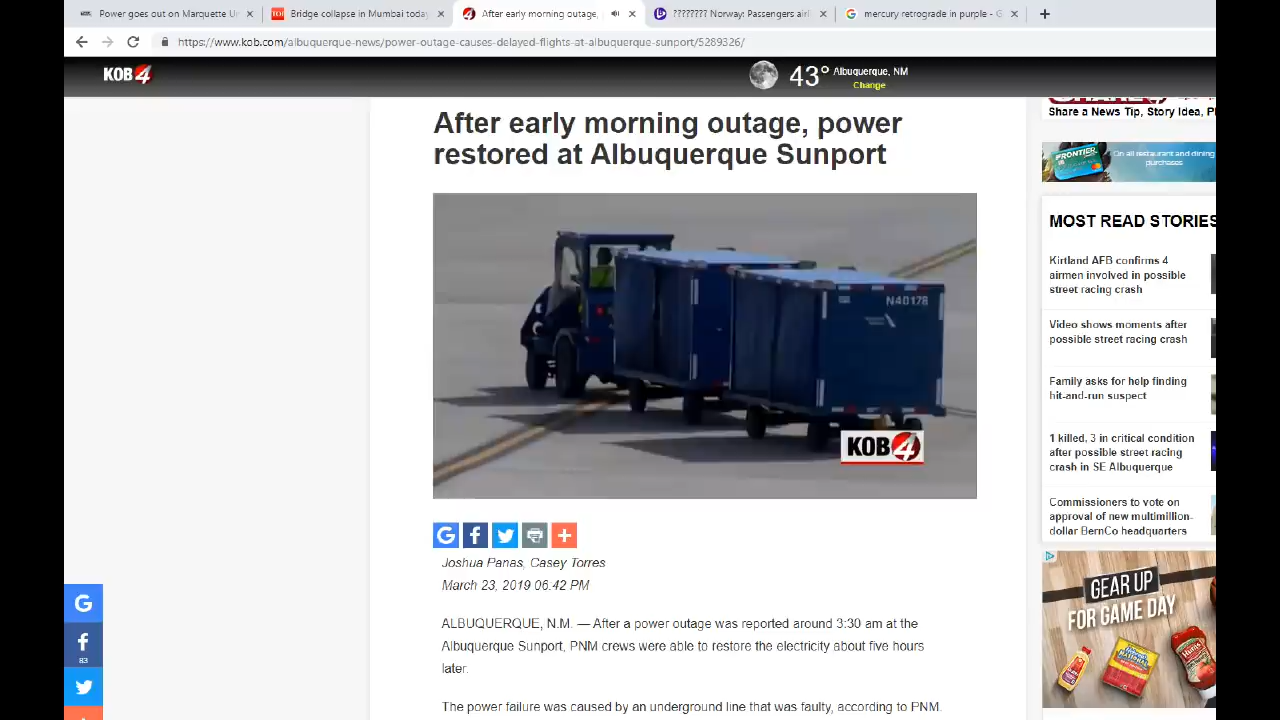 Power goes out on Marquette U
Bridge collapse in Mumbai today
After early morning outage,
???????? Norway: Passengers airl
mercury retrograde in purple - G
https://www.kob.com/albuquerque-news/power-outage-causes-delayed-flights-at-albuquerque-sunport/5289326/
KOB 4
43° Albuquerque, NM
Change
After early morning outage, power
restored at Albuquerque Sunport
N40178
KOB 4
Joshua Panas, Casey Torres
March 23, 2019 06:42 PM
ALBUQUERQUE, N.M. — After a power outage was reported around 3:30 am at the
Albuquerque Sunport, PNM crews were able to restore the electricity about five hours
later.
The power failure was caused by an underground line that was faulty, according to PNM.
83
Share a News Tip, Story Idea, P
FRONTIER
On all restaurant and dining
purchases.
MOST READ STORIES
Kirtland AFB confirms 4
airmen involved in possible
street racing crash
Video shows moments after
possible street racing crash
Family asks for help finding
hit-and-run suspect
1 killed, 3 in critical condition
after possible street racing
crash in SE Albuquerque
Commissioners to vote on
approval of new multimillion-
dollar BernCo headquarters
GEAR UP
FOR GAME DAY